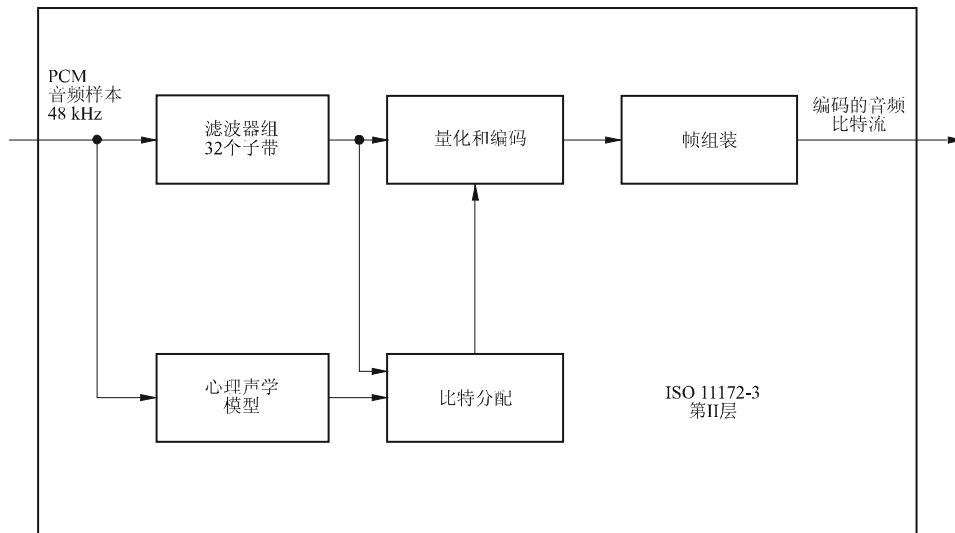 PCM
音频样本
48 kHz
滤波器组
32个子带
量化和编码
帧组装
编码的音频
比特流
心理声学
模型
比特分配
ISO 11172-3
第II层